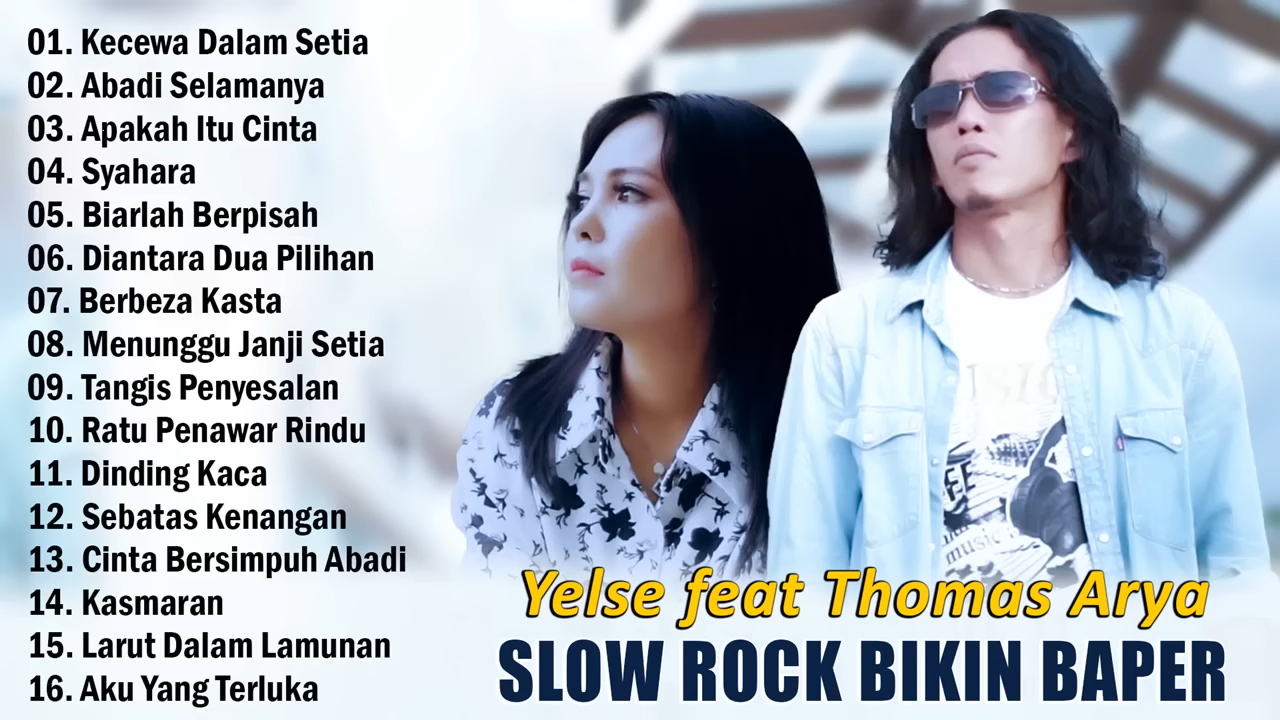 01. Kecewa Dalam Setia
02. Abadi Selamanya
03. Apakah Itu Cinta
04. Syahara
05. Biarlah Berpisah
06. Diantara Dua Pilihan
07. Berbeza Kasta
08. Menunggu Janji Setia
09. Tangis Penyesalan
10. Ratu Penawar Rindu
11. Dinding Kaca
12. Sebatas Kenangan
13. Cinta Bersimpuh Abadi
14. Kasmaran
15. Larut Dalam Lamunan
16. Aku Yang Terluka
music
Yelse feat Thomas Arya
SLOW ROCK BIKIN BAPER